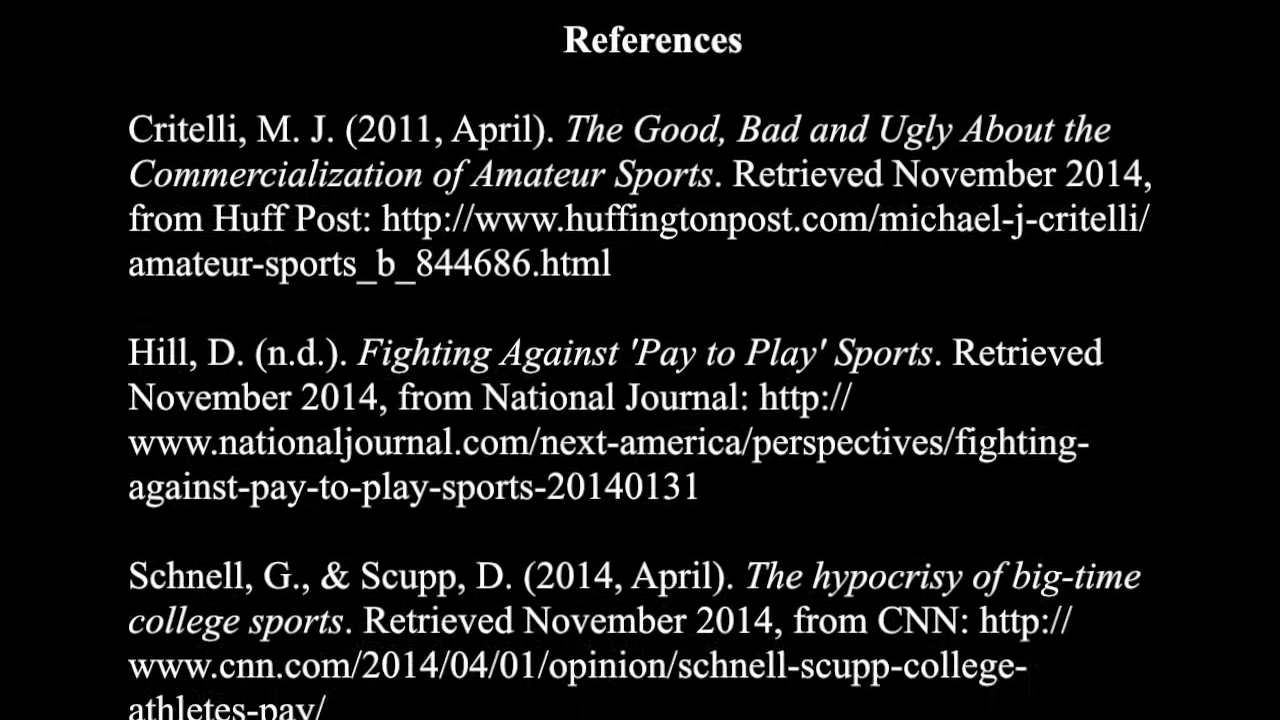 References
Critelli, M. J. (2011, April). The Good, Bad and Ugly About the
Commercialization of Amateur Sports. Retrieved November 2014,
from Huff Post: http://www.huffingtonpost.com/michael-j-critelli/
amateur-sports_b_844686.html
Hill, D. (n.d.). Fighting Against 'Pay to Play' Sports. Retrieved
November 2014, from National Journal: http://
www.nationaljournal.com/next-america/perspectives/fighting-
against-pay-to-play-sports-20140131
Schnell, G., & Scupp, D. (2014, April). The hypocrisy of big-time
college sports. Retrieved November 2014, from CNN: http://
www.cnn.com/2014/04/01/opinion/schnell-scupp-college-
athletes-pay/